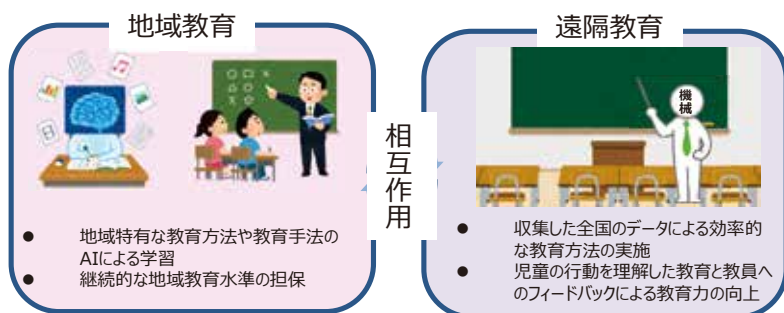 地域教育
● 地域特有な教育方法や教育手法の
AIによる学習
● 継続的な地域教育水準の担保
相互作用
遠隔教育
機械
● 収集した全国のデータによる効率的
な教育方法の実施
● 児童の行動を理解した教育と教員へ
のフィードバックによる教育力の向上